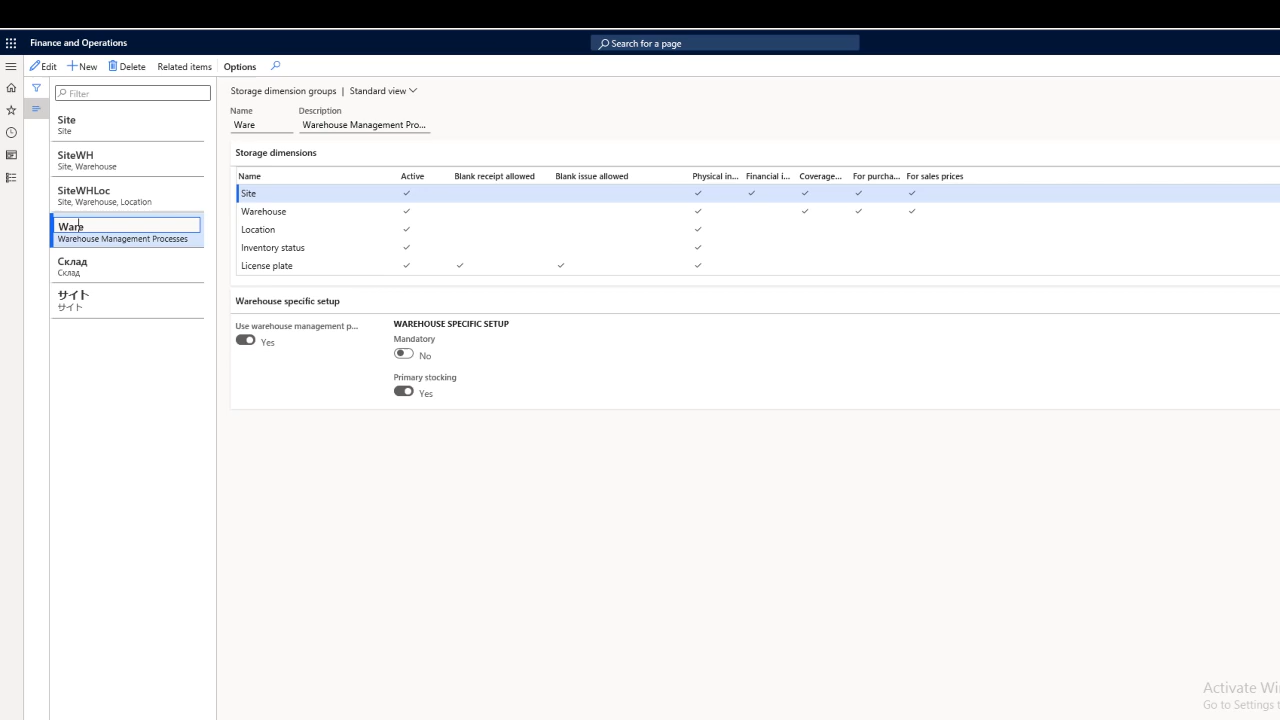 Finance and Operations
Search for a page
Edit New Delete Related items Options
Filter
Site
Site
SiteWH
Site, Warehouse
SiteWHLoc
Site, Warehouse, Location
Ware
Warehouse Management Processes
Склад
Склад
サイト
サイト
Storage dimension groups | Standard view
Name Description
Ware Warehouse Management Pro...
Storage dimensions
Name Active Blank receipt allowed Blank issue allowed Physical in... Financial i... Coverage... For purcha... For sales prices
Site
Warehouse
Location
Inventory status
License plate
Warehouse specific setup
Use warehouse management p...
Yes
WAREHOUSE SPECIFIC SETUP
Mandatory
No
Primary stocking
Yes
Activate Wi
Go to Settings t